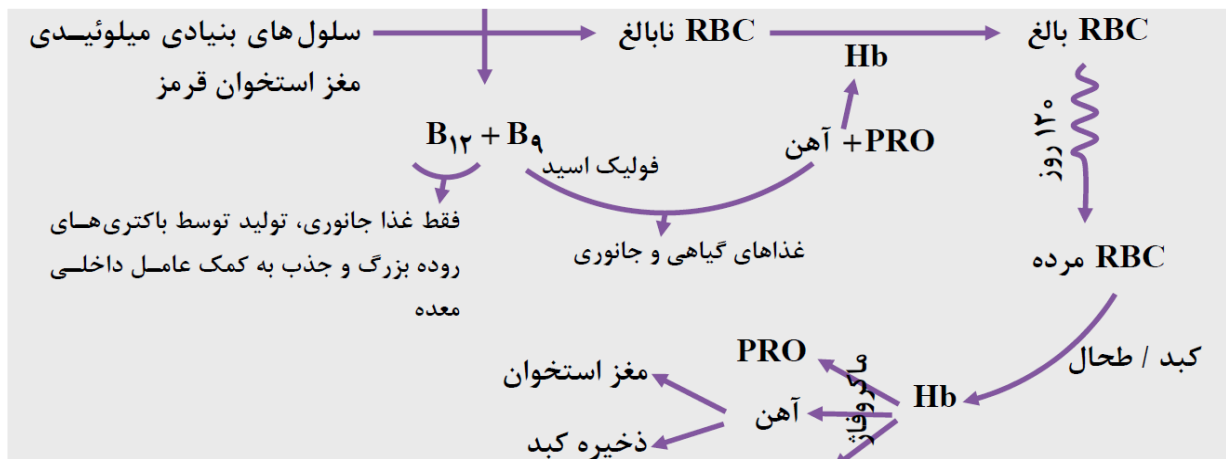 سلول‌های بنیادی میلوئیدی
مغز استخوان قرمز
RBC نابالغ
RBC بالغ
Hb
B۱۲ + B۹
فولیک اسید
آهن +PRO
۱۲۰ روز
فقط غذا جانوری، تولید توسط باکتری‌های
روده بزرگ و جذب به کمک عامل داخلی
معده
غذاهای گیاهی و جانوری
RBC مرده
کبد / طحال
Hb
ماکروفاژ
PRO
آهن
مغز استخوان
ذخیره کبد